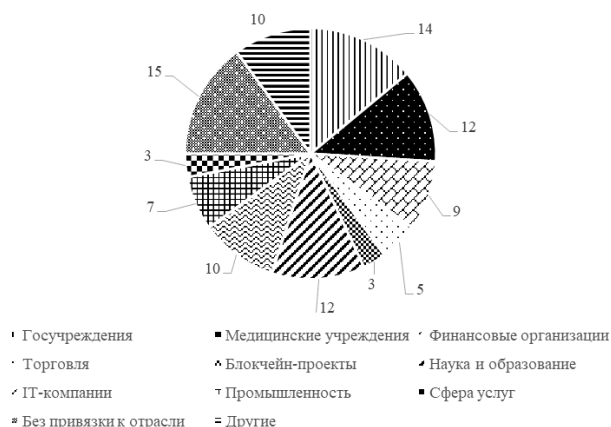 10
14
15
12
3
9
7
10
12
3
5
Госучреждения
Медицинские учреждения
Финансовые организации
Торговля
Блокчейн-проекты
Наука и образование
IT-компании
Промышленность
Сфера услуг
Без привязки к отрасли
Другие